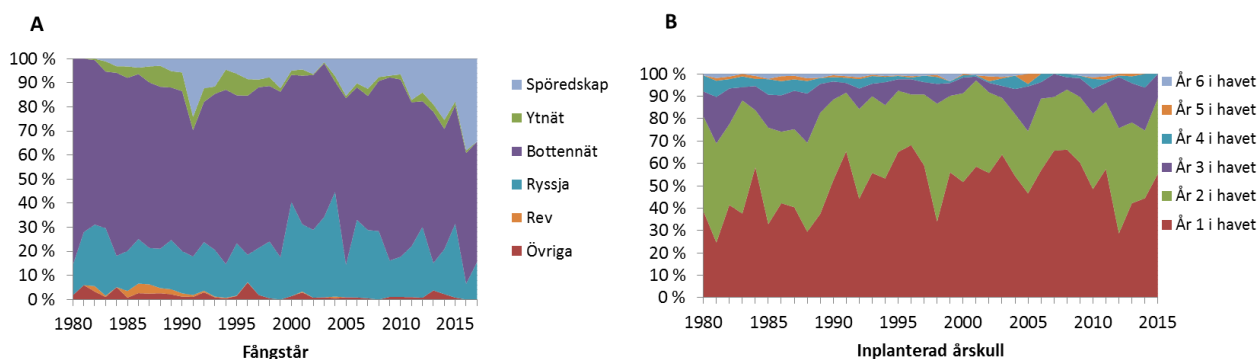 A
100 %
90 %
80 %
70 %
60 %
50 %
40 %
30 %
20 %
10 %
0 %
1980 1985 1990 1995 2000 2005 2010 2015
Fångstår
Spöredskap
Ytnät
Bottennät
Ryssja
Rev
Övriga
B
100 %
90 %
80 %
70 %
60 %
50 %
40 %
30 %
20 %
10 %
0 %
1980 1985 1990 1995 2000 2005 2010 2015
Inplanterad årskull
År 6 i havet
År 5 i havet
År 4 i havet
År 3 i havet
År 2 i havet
År 1 i havet